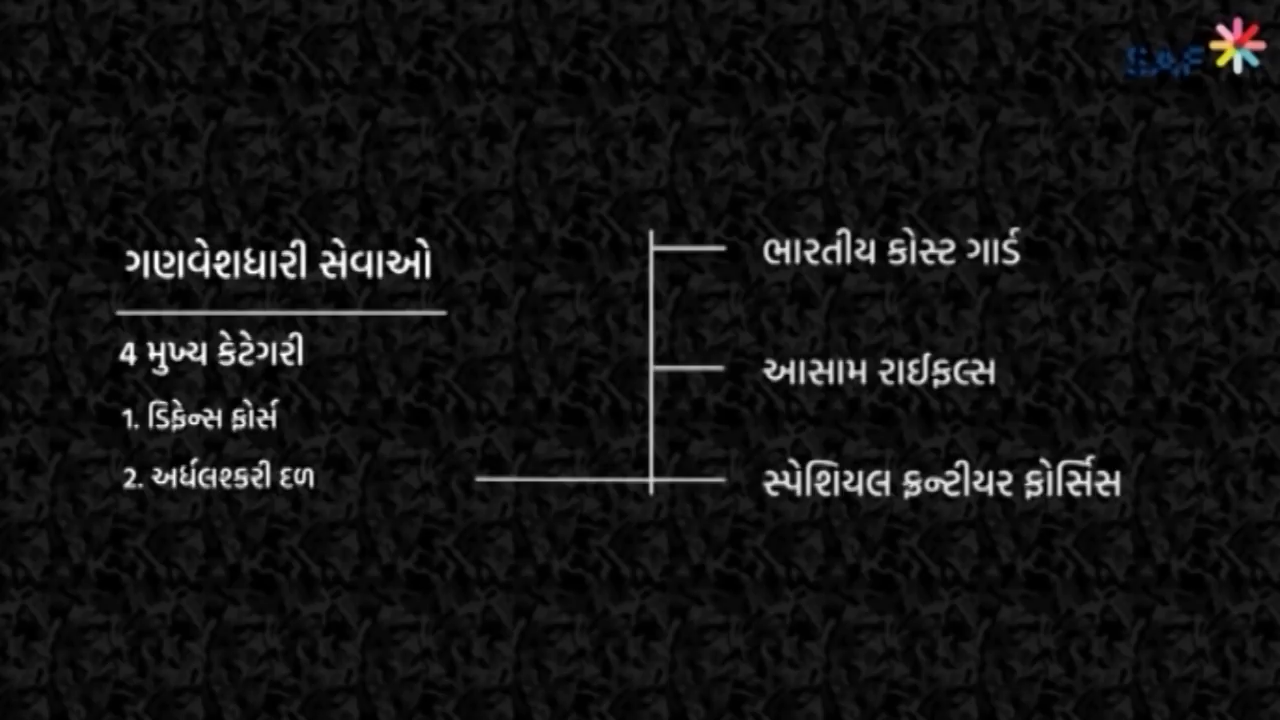 ગણવેશધારી સેવાઓ
4 મુખ્ય કેટેગરી
1. ડિફેન્સ ફોર્સ
2. અર્ધલશ્કરી દળ
ભારતીય કોસ્ટ ગાર્ડ
આસામ રાઈફલ્સ
સ્પેશિયલ ફ્રન્ટીયર ફોર્સિસ